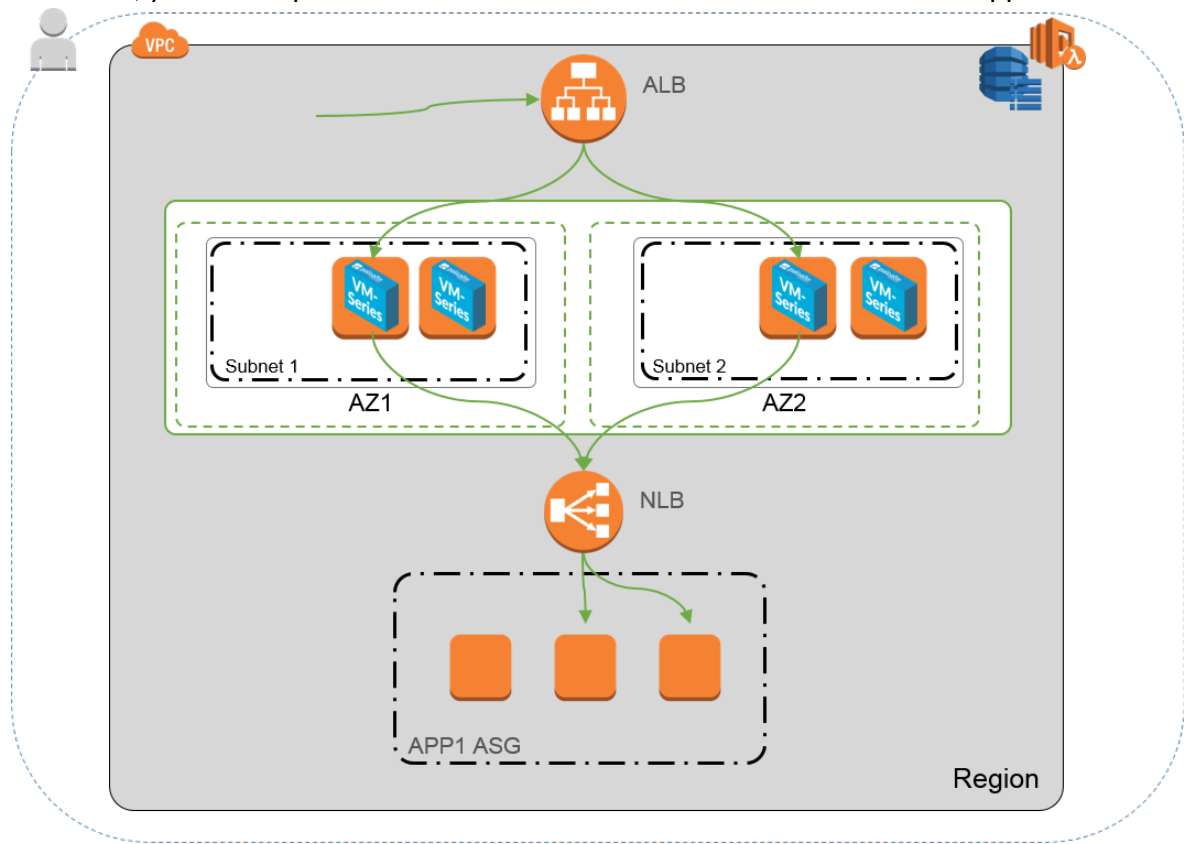 VPC
ALB
VM-
Series
VM-
Series
Subnet 1
AZ1
VM-
Series
VM-
Series
Subnet 2
AZ2
NLB
APP1 ASG
Region
λ